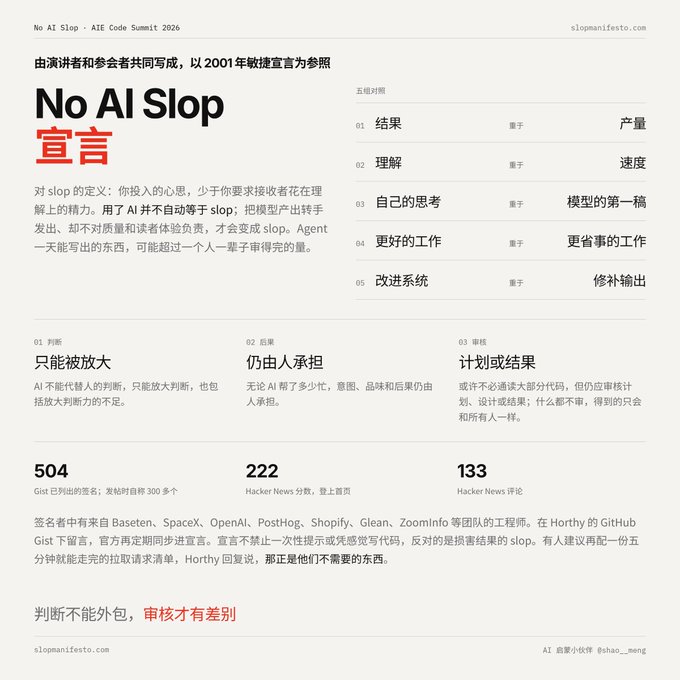 No AI Slop · AIE Code Summit 2026
slopmanifesto.com
由演讲者和参会者共同写成，以 2001 年敏捷宣言为参照
No AI Slop
宣言
对 slop 的定义：你投入的心思，少于你要求接收者花在理
解上的精力。用了 AI 并不自动等于 slop；把模型产出转手
发出、却不对质量和读者体验负责，才会变成 slop。Agent
一天能写出的东西，可能超过一个人一辈子审得完的量。
五组对照
01 结果 重于 产量
02 理解 重于 速度
03 自己的思考 重于 模型的第一稿
04 更好的工作 重于 更省事的工作
05 改进系统 重于 修补输出
01 判断
只能被放大
AI 不能代替人的判断，只能放大判断，也包
括放大判断力的不足。
02 后果
仍由人承担
无论 AI 帮了多少忙，意图、品味和后果仍由
人承担。
03 审核
计划或结果
或许不必通读大部分代码，但仍应审核计
划、设计或结果；什么都不审，得到的只会
和所有人一样。
504
Gist 已列出的签名；发帖时自称 300 多个
222
Hacker News 分数，登上首页
133
Hacker News 评论
签名者中有来自 Baseten、SpaceX、OpenAI、PostHog、Shopify、Glean、ZoomInfo 等团队的工程师。在 Horthy 的 GitHub
Gist 下留言，官方再定期同步进宣言。宣言不禁止一次性提示或凭感觉写代码，反对的是损害结果的 slop。有人建议再配一份五
分钟就能走完的拉取请求清单，Horthy 回复说，那正是他们不需要的东西。
判断不能外包，审核才有差别
slopmanifesto.com
AI 启蒙小伙伴 @shao__meng